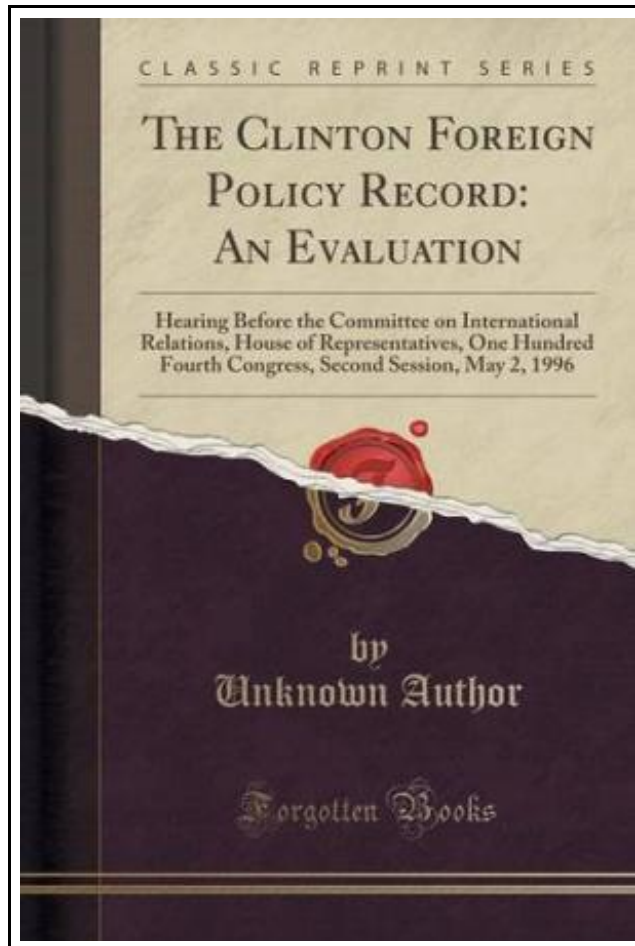 CLASSIC REPRINT SERIES
THE CLINTON FOREIGN
POLICY RECORD:
AN EVALUATION
Hearing Before the Committee on International
Relations, House of Representatives, One Hundred
Fourth Congress, Second Session, May 2, 1996
by
Unknown Author
Forgotten Books